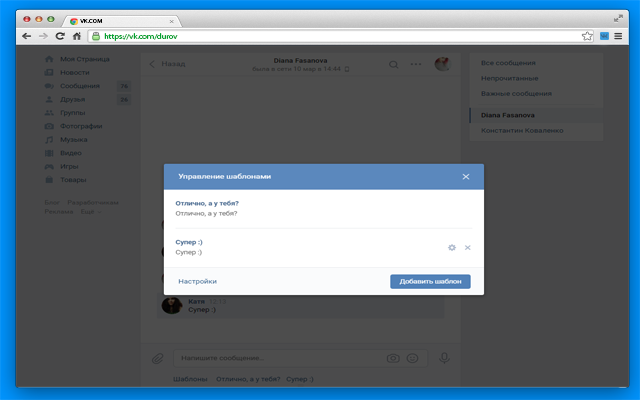 VK.COM
https://vk.com/durov
Моя Страница
Новости
Сообщения
Друзья
Группы
Фотографии
Музыка
Видео
Игры
Товары
Блог Разработчикам
Реклама Ещё
Назад
Diana Fasanova
была в сети 10 мар в 14:44
Все сообщения
Непрочитанные
Важные сообщения
Diana Fasanova
Константин Коваленко
Управление шаблонами
Отлично, а у тебя?
Отлично, а у тебя?
Супер :)
Супер :)
Настройки
Добавить шаблон
Катя
Супер :)
Напишите сообщение...
Шаблоны Отлично, а у тебя? Супер :)